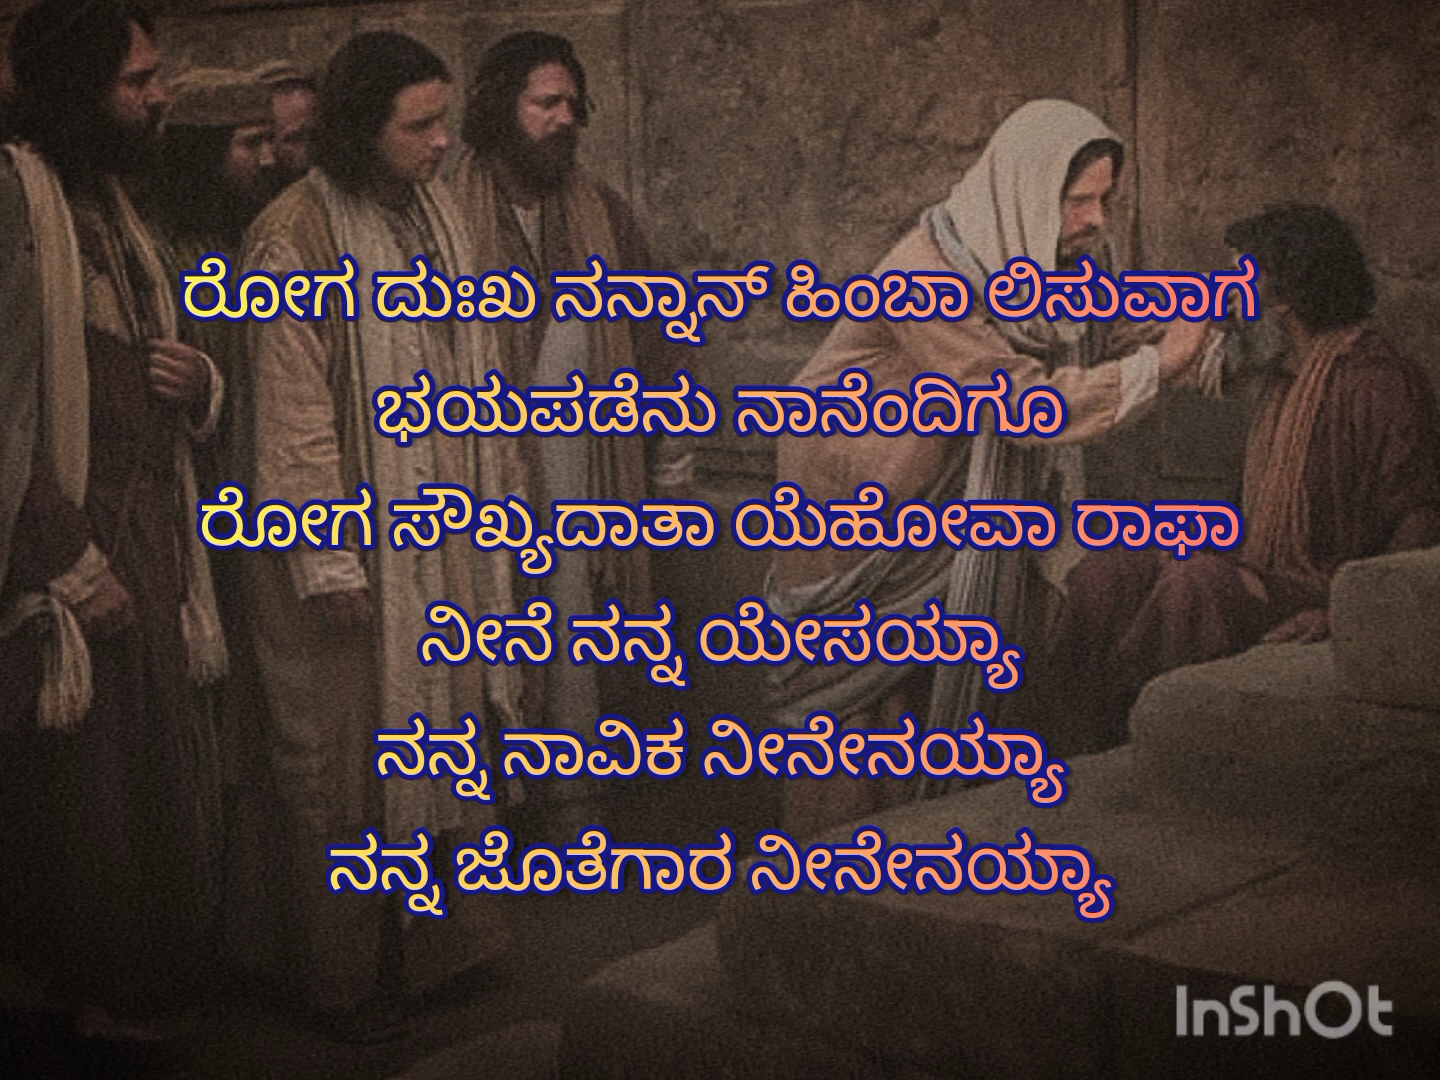 ರೋಗ ದುಃಖ ನನ್ನಾನ್ ಹಿಂಬಾ ಲಿಸುವಾಗ
ಭಯಪಡೆನು ನಾನೆಂದಿಗೂ
ರೋಗ ಸೌಖ್ಯದಾತಾ ಯೆಹೋವಾ ರಾಫಾ
ನೀನೆ ನನ್ನ ಯೇಸಯ್ಯಾ
ನನ್ನ ನಾವಿಕ ನೀನೇನಯ್ಯಾ
ನನ್ನ ಜೊತೆಗಾರ ನೀನೇನಯ್ಯಾ
InShOt